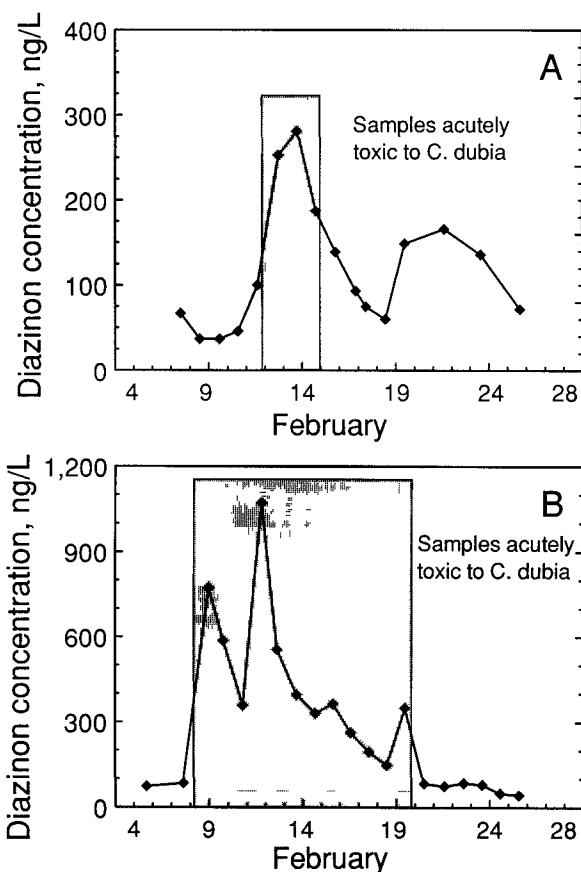 400
A
Samples acutely
toxic to C. dubia
300
200
100
0
4 9 14 19 24 28
February
Diazinon concentration, ng/L
1,200
B
Samples acutely
toxic to C. dubia
900
600
300
0
4 9 14 19 24 28
February
Diazinon concentration, ng/L